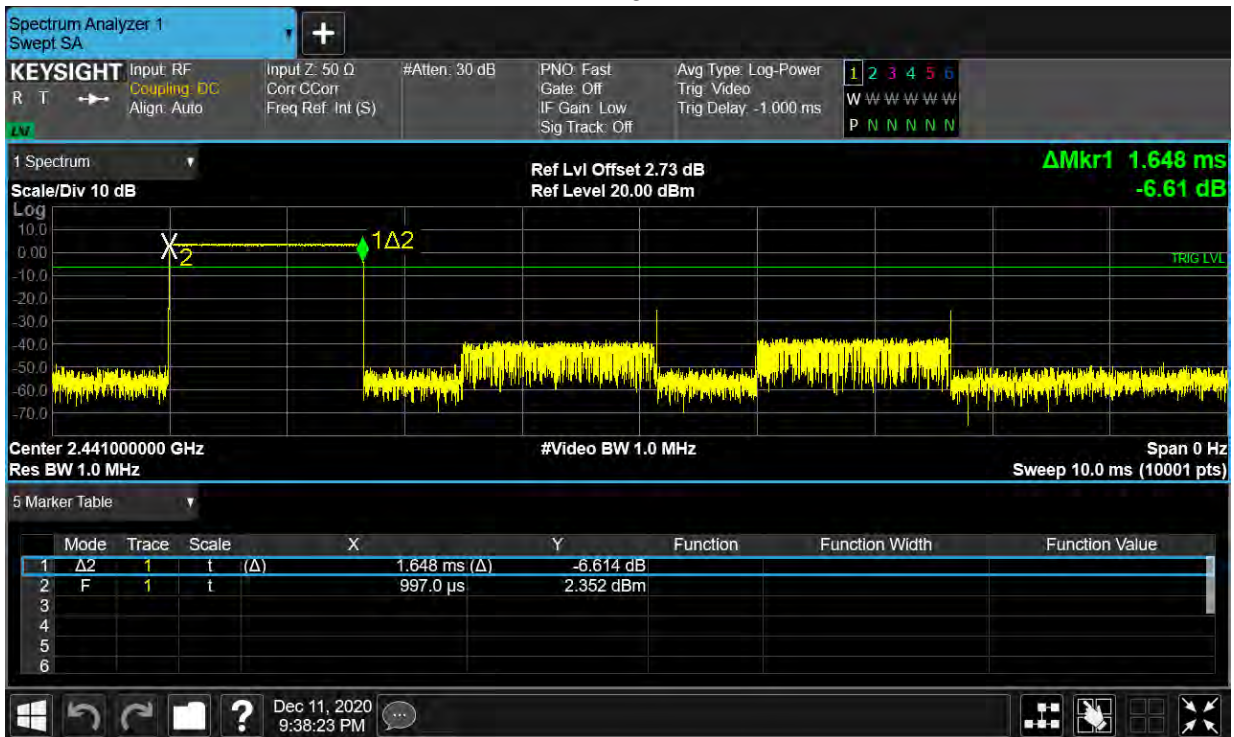 Spectrum Analyzer 1
Swept SA
+
KEYSIGHT Input: RF Input Z: 50 Ω #Atten: 30 dB PNO: Fast Avg Type: Log-Power 1 2 3 4 5 6
R T Coupling: DC Corr CCorr Gate: Off Trig: Video W W W W W W
Align: Auto Freq Ref: Int (S) IF Gain: Low Trig Delay: -1.000 ms
LXI Sig Track: Off P N N N N N
1 Spectrum Ref Lvl Offset 2.73 dB ΔMkr1 1.648 ms
Scale/Div 10 dB Ref Level 20.00 dBm -6.61 dB
Log
10.0
0.00
-10.0
-20.0
-30.0
-40.0
-50.0
-60.0
-70.0
X2
1Δ2
TRIG LVL
Center 2.441000000 GHz #Video BW 1.0 MHz Span 0 Hz
Res BW 1.0 MHz Sweep 10.0 ms (10001 pts)
5 Marker Table
Mode Trace Scale X Y Function Function Width Function Value
1 Δ2 1 t (Δ) 1.648 ms (Δ) -6.614 dB
2 F 1 t 997.0 µs 2.352 dBm
3
4
5
6
? Dec 11, 2020
9:38:23 PM